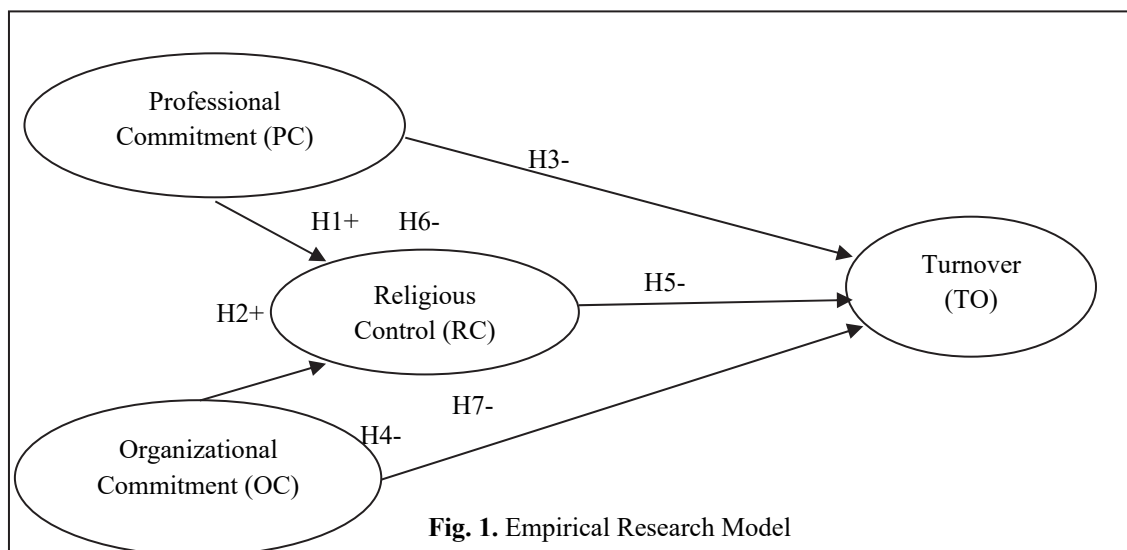 Professional
Commitment (PC)
H3-
H1+ H6-
Religious
Control (RC)
H2+
H5-
Turnover
(TO)
H7-
H4-
Organizational
Commitment (OC)
Fig. 1. Empirical Research Model